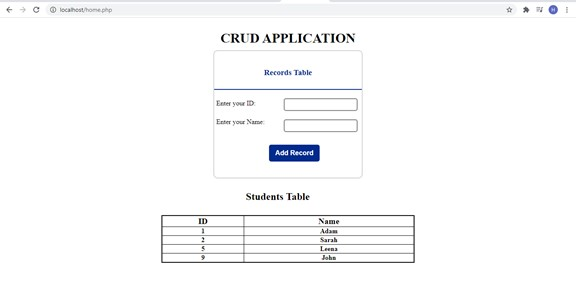 localhost/home.php
CRUD APPLICATION
Records Table
Enter your ID:
Enter your Name:
Add Record
Students Table
ID Name
1 Adam
2 Sarah
5 Leena
9 John